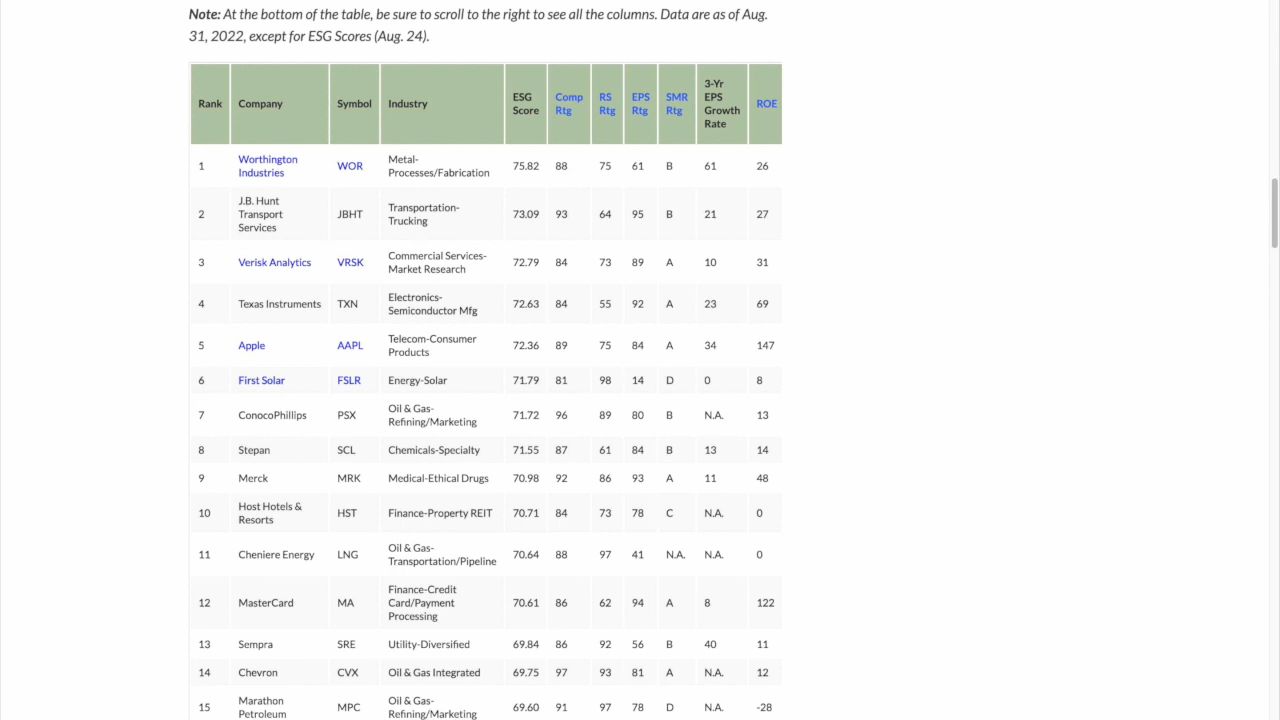 Note: At the bottom of the table, be sure to scroll to the right to see all the columns. Data are as of Aug.
31, 2022, except for ESG Scores (Aug. 24).
Rank Company Symbol Industry ESG Score Comp Rtg RS Rtg EPS Rtg SMR Rtg 3-Yr EPS Growth Rate ROE
1 Worthington Industries WOR Metal-Processes/Fabrication 75.82 88 75 61 B 61 26
2 J.B. Hunt Transport Services JBHT Transportation-Trucking 73.09 93 64 95 B 21 27
3 Verisk Analytics VRSK Commercial Services-Market Research 72.79 84 73 89 A 10 31
4 Texas Instruments TXN Electronics-Semiconductor Mfg 72.63 84 55 92 A 23 69
5 Apple AAPL Telecom-Consumer Products 72.36 89 75 84 A 34 147
6 First Solar FSLR Energy-Solar 71.79 81 98 14 D 0 8
7 ConocoPhillips PSX Oil & Gas-Refining/Marketing 71.72 96 89 80 B N.A. 13
8 Stepan SCL Chemicals-Specialty 71.55 87 61 84 B 13 14
9 Merck MRK Medical-Ethical Drugs 70.98 92 86 93 A 11 48
10 Host Hotels & Resorts HST Finance-Property REIT 70.71 84 73 78 C N.A. 0
11 Cheniere Energy LNG Oil & Gas-Transportation/Pipeline 70.64 88 97 41 N.A. N.A. 0
12 MasterCard MA Finance-Credit Card/Payment Processing 70.61 86 62 94 A 8 122
13 Sempra SRE Utility-Diversified 69.84 86 92 56 B 40 11
14 Chevron CVX Oil & Gas Integrated 69.75 97 93 81 A N.A. 12
15 Marathon Petroleum MPC Oil & Gas-Refining/Marketing 69.60 91 97 78 D N.A. -28